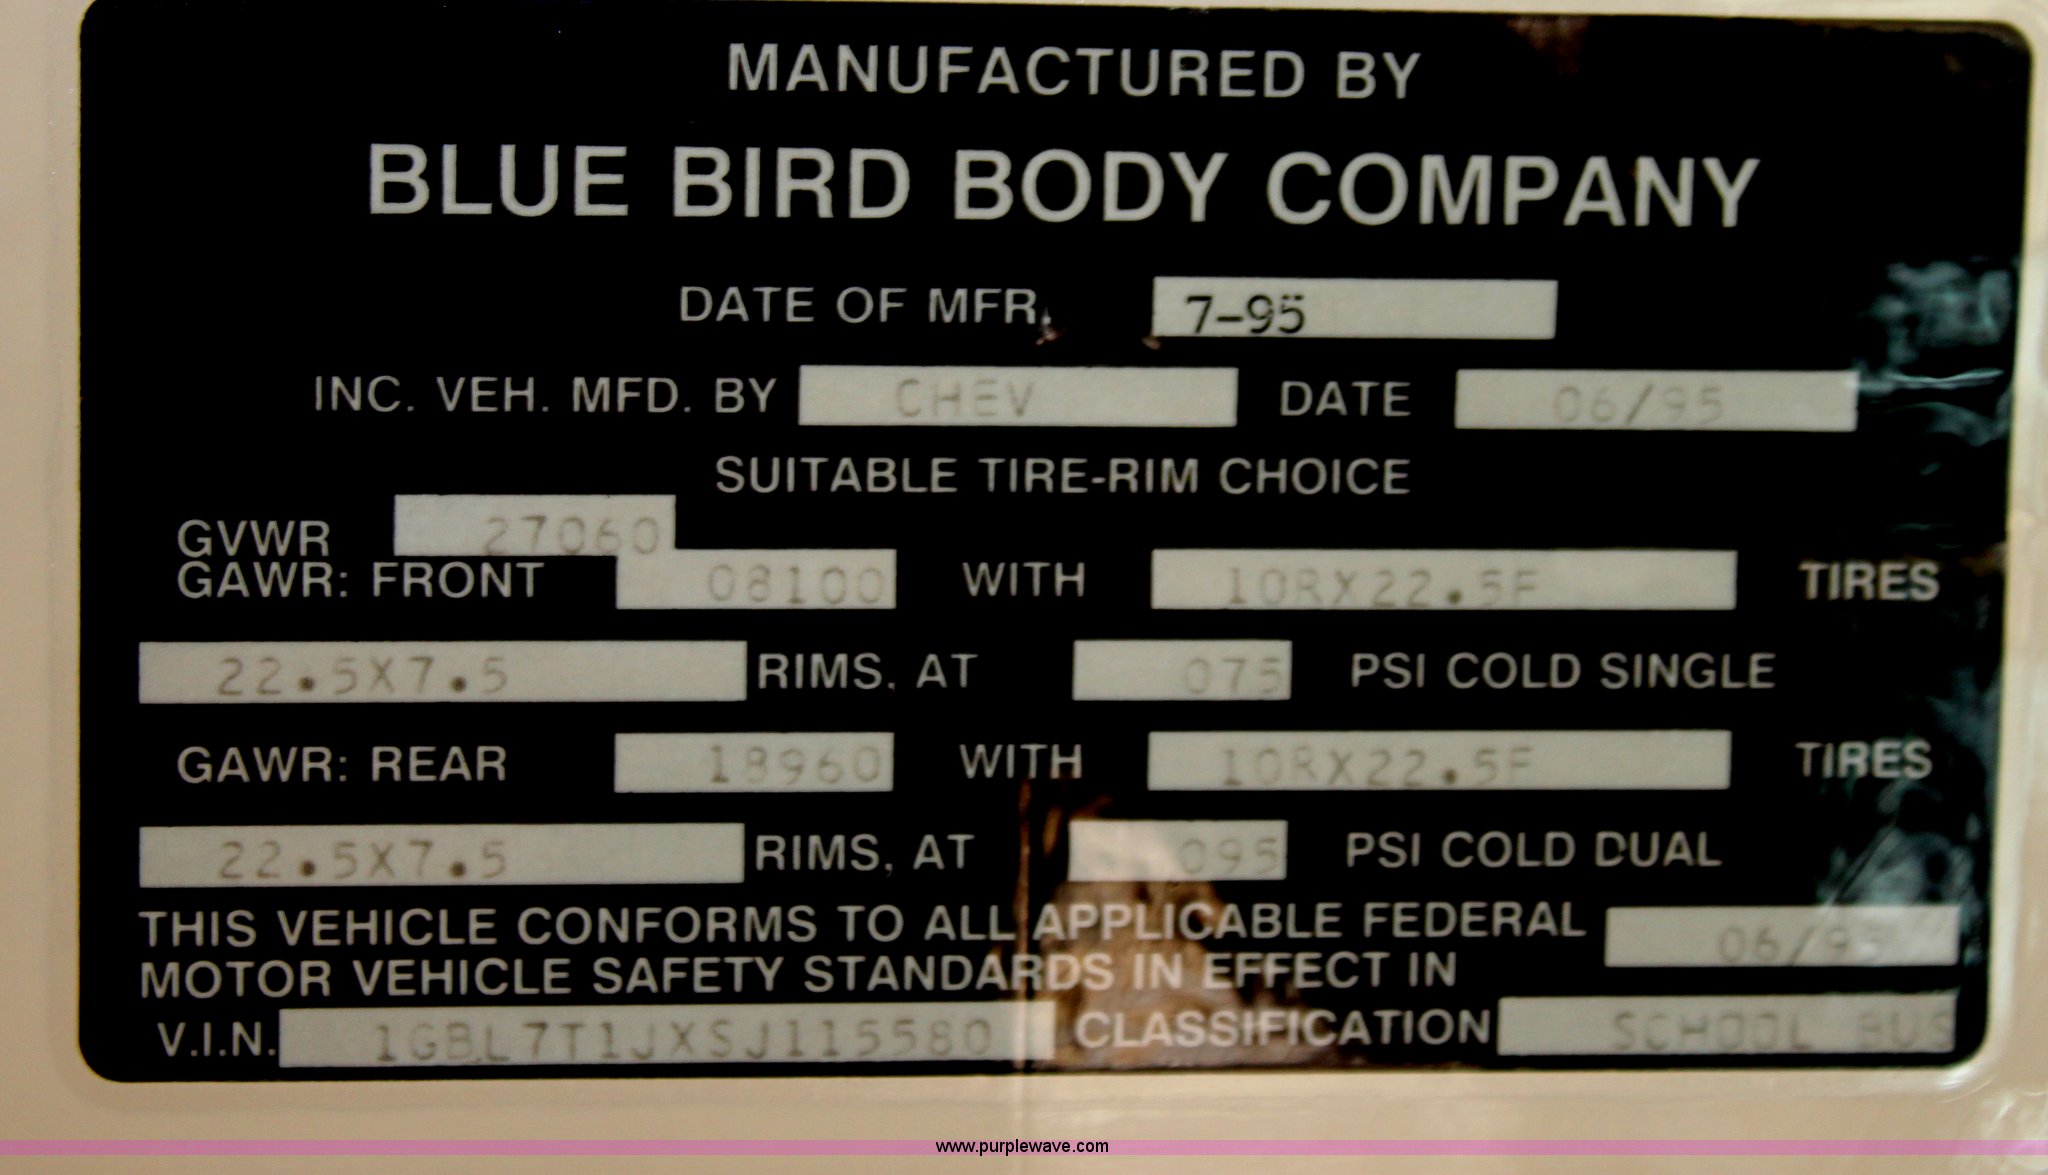 MANUFACTURED BY
BLUE BIRD BODY COMPANY
DATE OF MFR. 7-95
INC. VEH. MFD. BY CHEV DATE 06/95
SUITABLE TIRE-RIM CHOICE
GVWR 27060
GAWR: FRONT 08100 WITH 10RX22.5F TIRES
22.5X7.5 RIMS, AT 075 PSI COLD SINGLE
GAWR: REAR 18960 WITH 10RX22.5F TIRES
22.5X7.5 RIMS, AT 095 PSI COLD DUAL
THIS VEHICLE CONFORMS TO ALL APPLICABLE FEDERAL
MOTOR VEHICLE SAFETY STANDARDS IN EFFECT IN 06/95
V.I.N. 1GBL7T1JXSJ115580 CLASSIFICATION SCHOOL BUS
www.purplewave.com